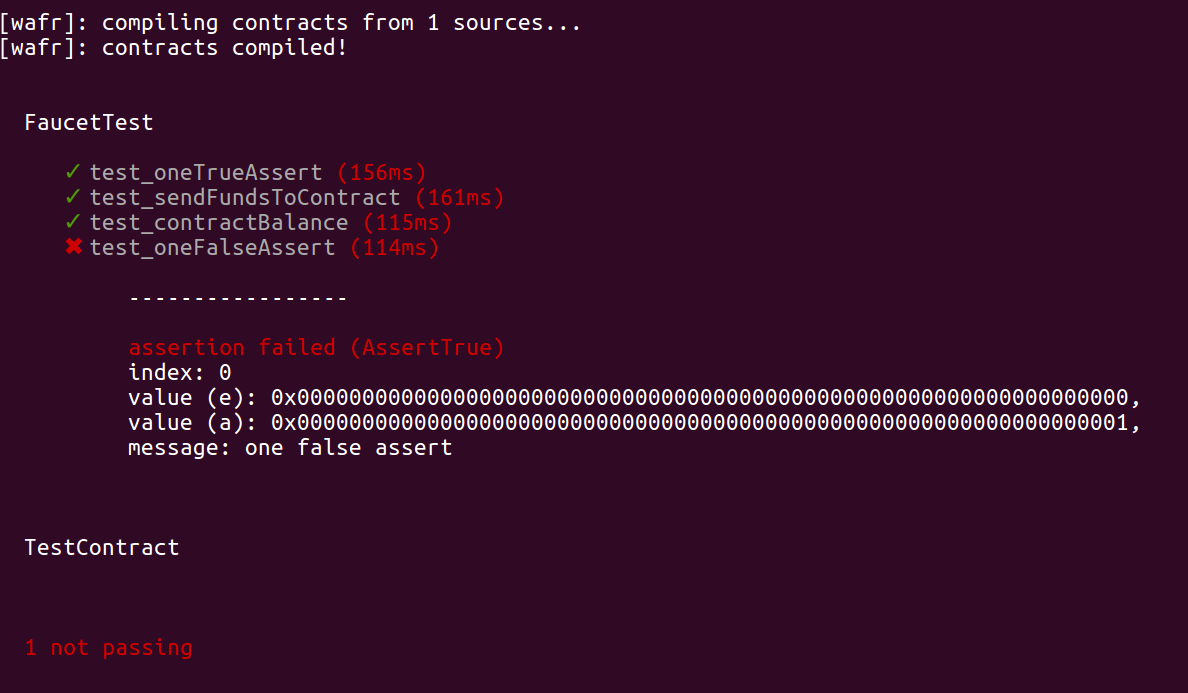 [wafr]: compiling contracts from 1 sources...
[wafr]: contracts compiled!
FaucetTest
✓ test_oneTrueAssert (156ms)
✓ test_sendFundsToContract (161ms)
✓ test_contractBalance (115ms)
✖ test_oneFalseAssert (114ms)
-----------------
assertion failed (AssertTrue)
index: 0
value (e): 0x0000000000000000000000000000000000000000000000000000000000000000,
value (a): 0x0000000000000000000000000000000000000000000000000000000000000001,
message: one false assert
TestContract
1 not passing